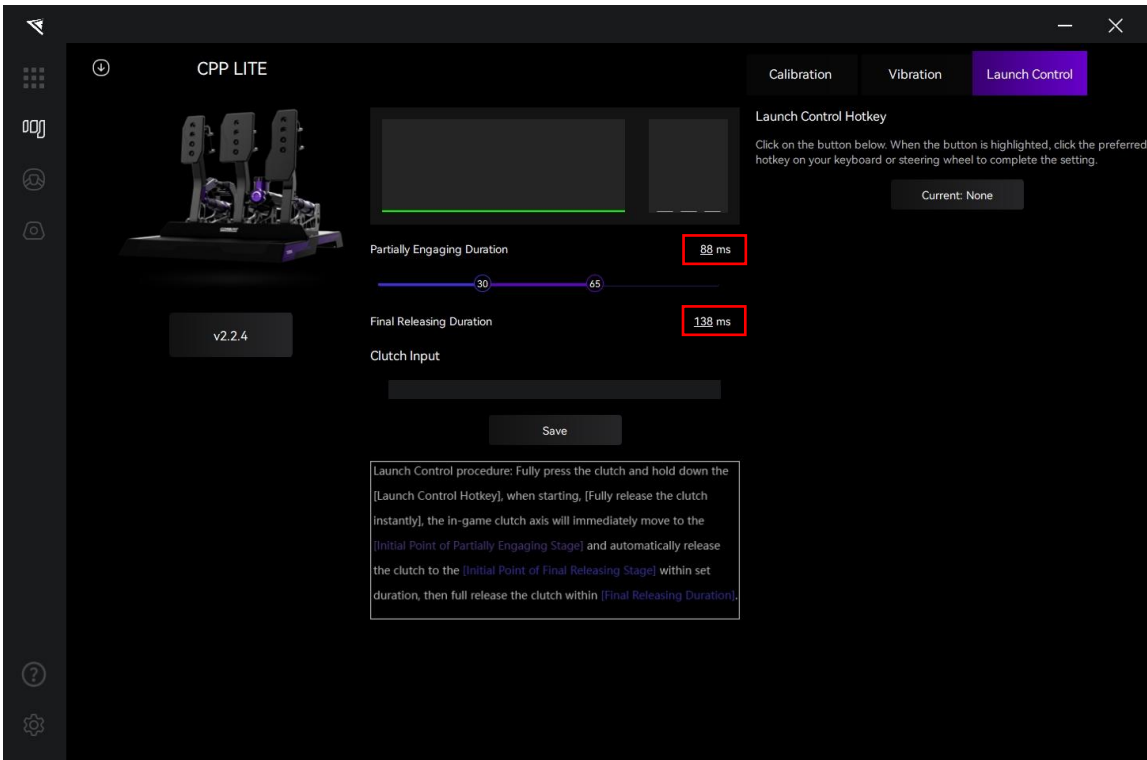 CPP LITE
v2.2.4
Partially Engaging Duration 88 ms
30 65
Final Releasing Duration 138 ms
Clutch Input
Save
Launch Control procedure: Fully press the clutch and hold down the
[Launch Control Hotkey], when starting, [Fully release the clutch
instantly], the in-game clutch axis will immediately move to the
[Initial Point of Partially Engaging Stage] and automatically release
the clutch to the [Initial Point of Final Releasing Stage] within set
duration, then full release the clutch within [Final Releasing Duration].
Calibration Vibration Launch Control
Launch Control Hotkey
Click on the button below. When the button is highlighted, click the preferred
hotkey on your keyboard or steering wheel to complete the setting.
Current: None
?